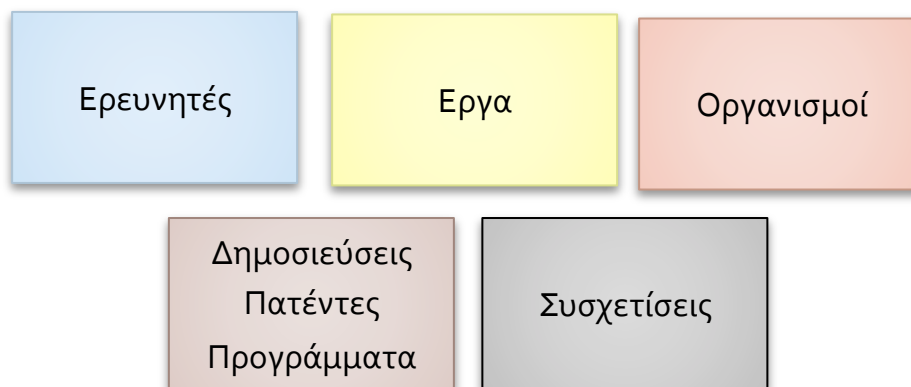 Ερευνητές
Εργα
Οργανισμοί
Δημοσιεύσεις
Πατέντες
Προγράμματα
Συσχετίσεις